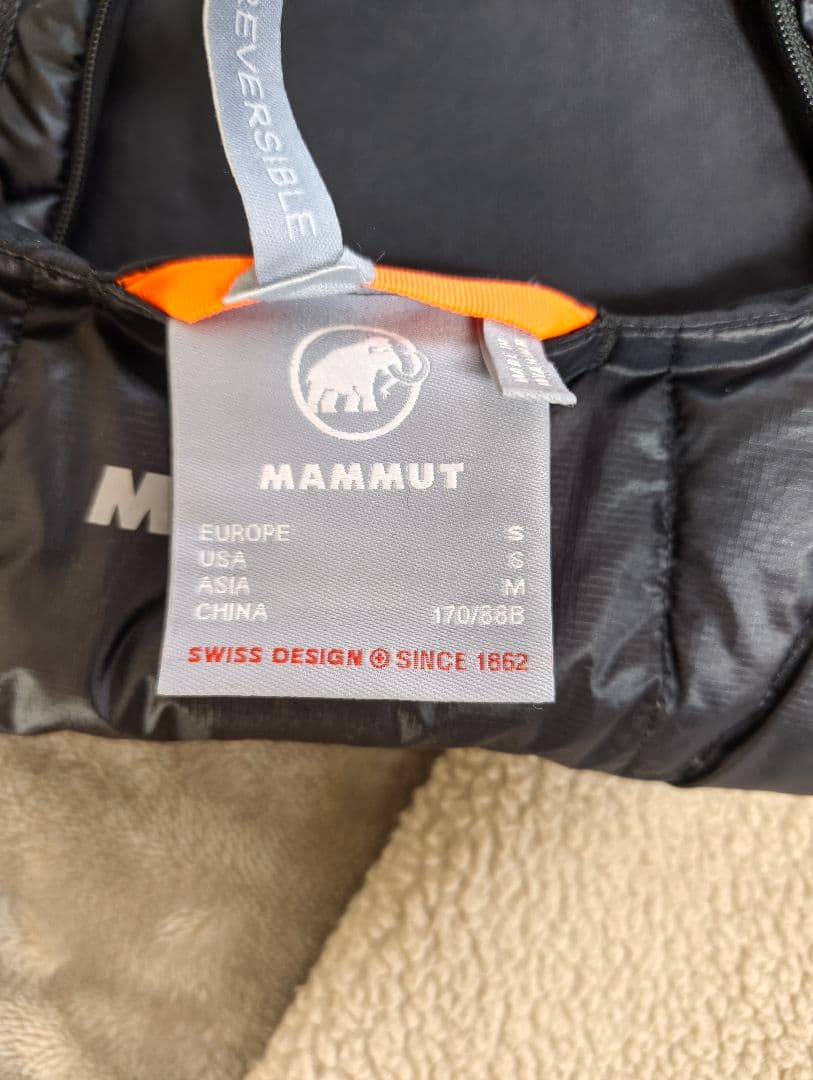 REVERSIBLE
MAMMUT
M
EUROPE S
USA S
ASIA M
CHINA 170/88B
SWISS DESIGN SINCE 1862